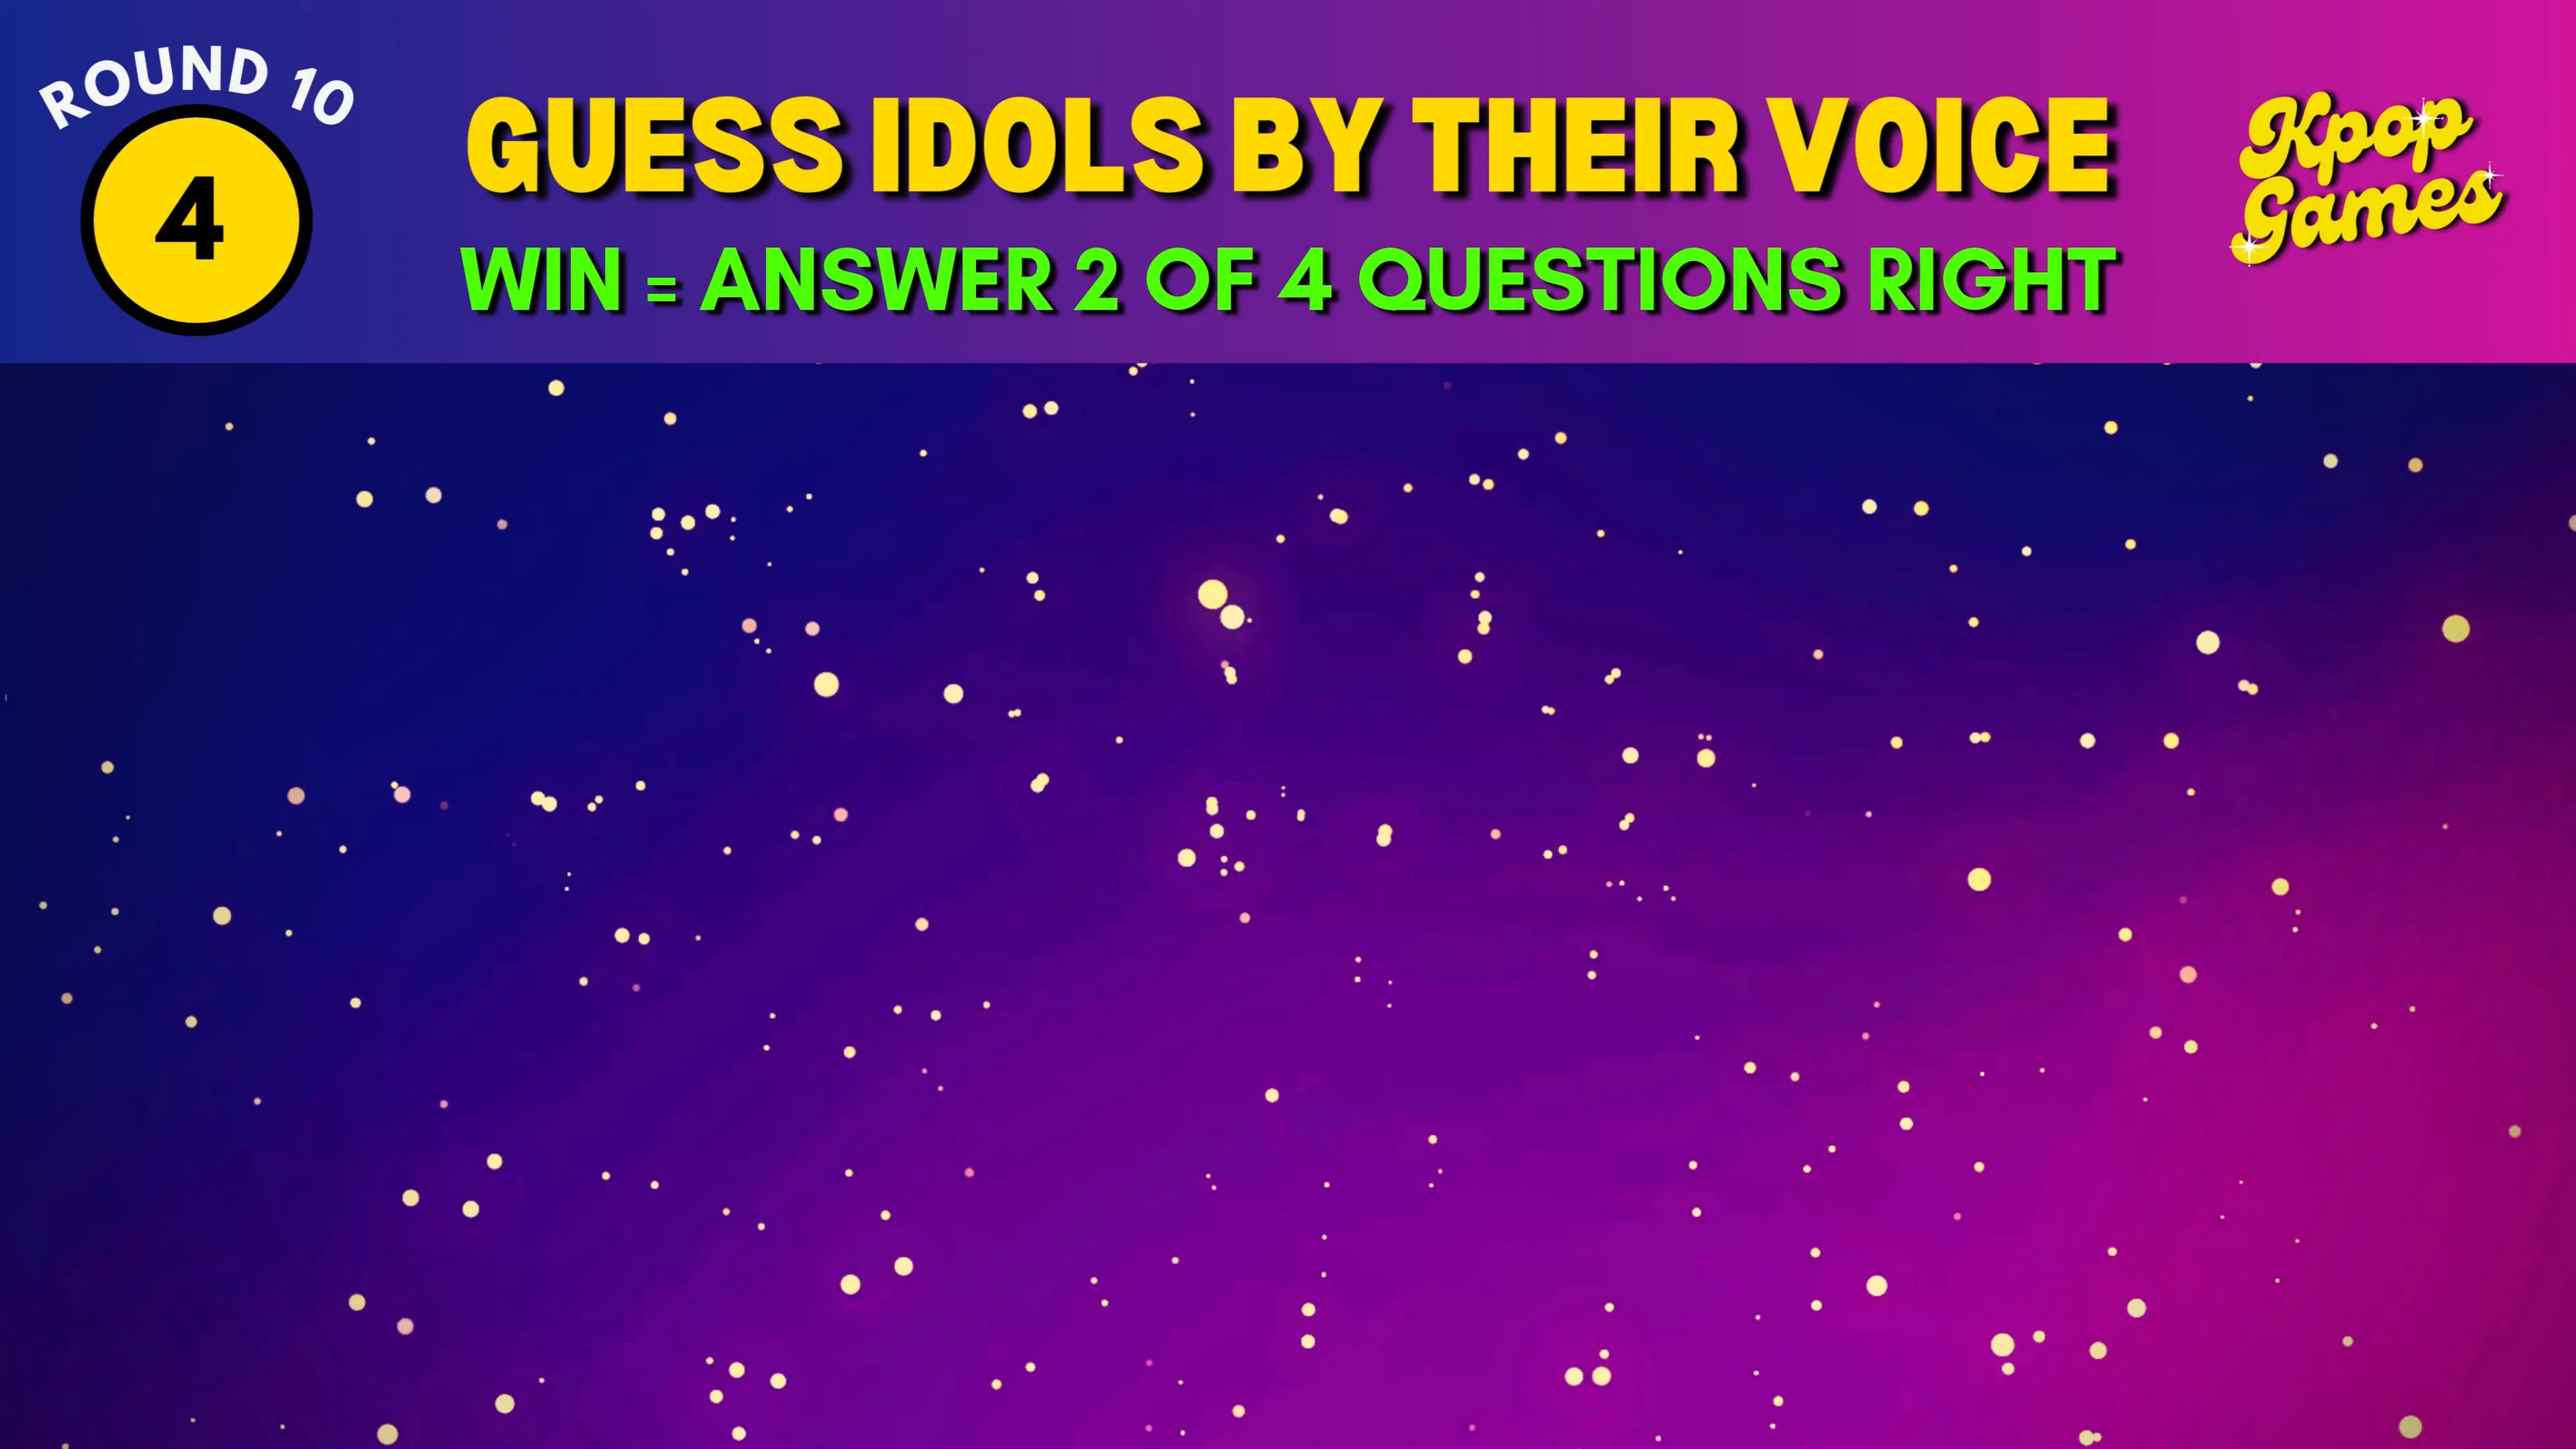 ROUND 10
4
GUESS IDOLS BY THEIR VOICE
WIN = ANSWER 2 OF 4 QUESTIONS RIGHT
Kpop
Games